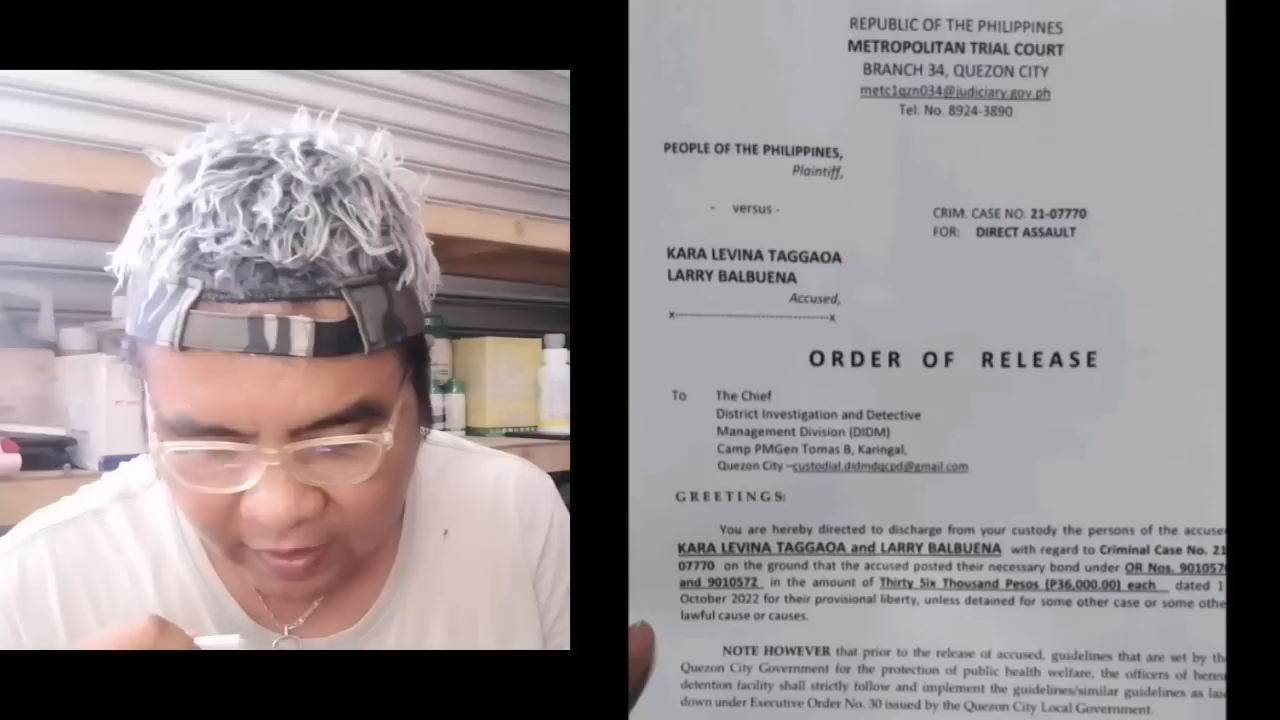 REPUBLIC OF THE PHILIPPINES
METROPOLITAN TRIAL COURT
BRANCH 34, QUEZON CITY
metc1qzn034@judiciary.gov.ph
Tel. No. 8924-3890
PEOPLE OF THE PHILIPPINES,
Plaintiff,
- versus -
CRIM. CASE NO. 21-07770
FOR: DIRECT ASSAULT
KARA LEVINA TAGGAOA
LARRY BALBUENA
Accused,
x-----------------------------------x
ORDER OF RELEASE
To The Chief
District Investigation and Detective
Management Division (DIDM)
Camp PMGen Tomas B, Karingal,
Quezon City –custodial.didmdqcpd@gmail.com
GREETINGS:
You are hereby directed to discharge from your custody the persons of the accuse
KARA LEVINA TAGGAOA and LARRY BALBUENA with regard to Criminal Case No. 21
07770 on the ground that the accused posted their necessary bond under OR Nos. 901057
and 9010572 in the amount of Thirty Six Thousand Pesos (P36,000.00) each dated 1
October 2022 for their provisional liberty, unless detained for some other case or some othe
lawful cause or causes.
NOTE HOWEVER that prior to the release of accused, guidelines that are set by th
Quezon City Government for the protection of public health welfare, the officers of here
detention facility shall strictly follow and implement the guidelines/similar guidelines as lai
down under Executive Order No. 30 issued by the Quezon City Local Government.